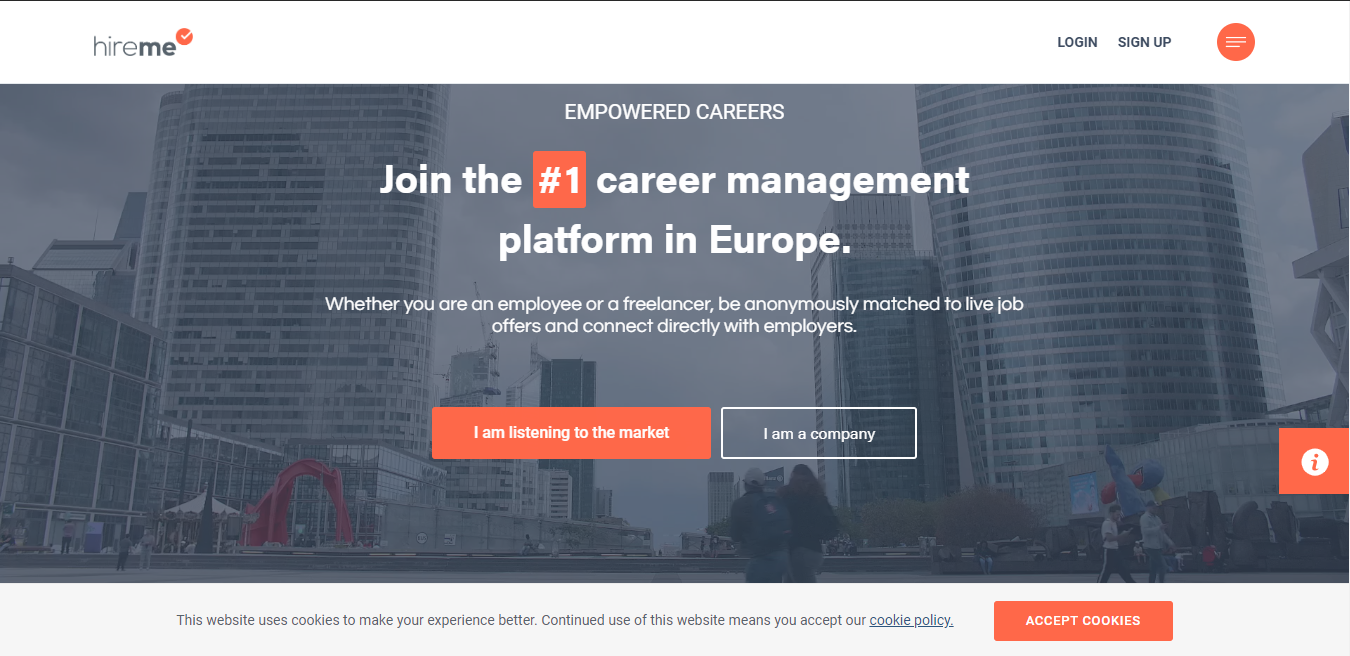 hireme
LOGIN SIGN UP
EMPOWERED CAREERS
Join the #1 career management
platform in Europe.
Whether you are an employee or a freelancer, be anonymously matched to live job
offers and connect directly with employers.
I am listening to the market I am a company
i
This website uses cookies to make your experience better. Continued use of this website means you accept our cookie policy. ACCEPT COOKIES